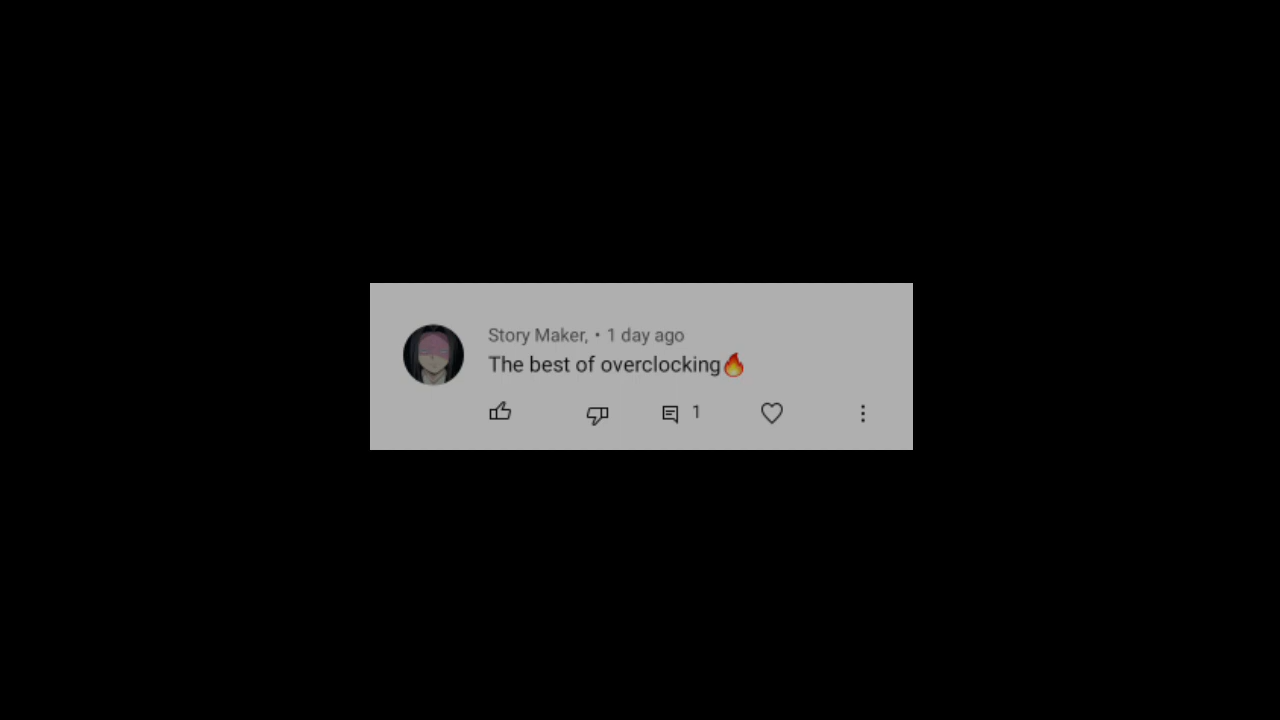 Story Maker, • 1 day ago
The best of overclocking🔥
1